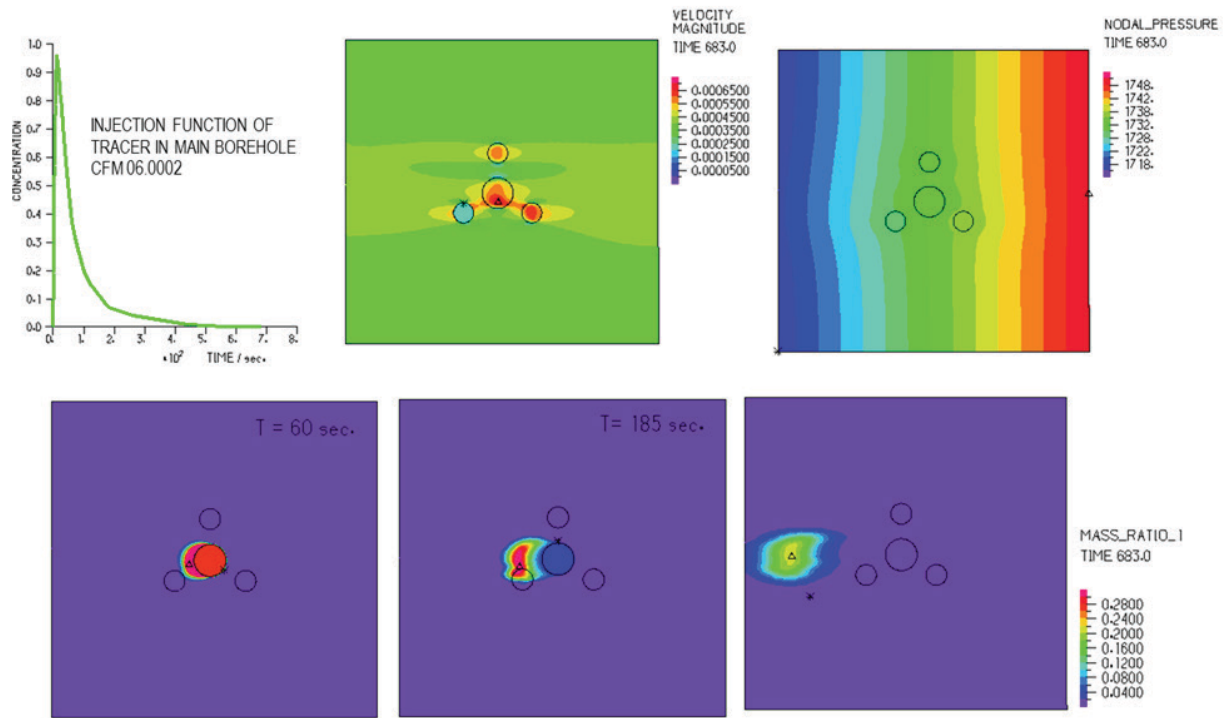 1.0
0.9
0.8
0.7
0.6
0.5
0.4
0.3
0.2
0.1
0.0
CONCENTRATION
INJECTION FUNCTION OF
TRACER IN MAIN BOREHOLE
CFM 06.0002
0. 1. 2. 3. 4. 5. 6. 7. 8.
*10² TIME / sec.
VELOCITY
MAGNITUDE
TIME 683.0
0.0006500
0.0005500
0.0004500
0.0003500
0.0002500
0.0001500
0.0000500
NODAL_PRESSURE
TIME 683.0
1748.
1742.
1738.
1732.
1728.
1722.
1718.
T = 60 sec.
T= 185 sec.
MASS_RATIO_1
TIME 683.0
0.2800
0.2400
0.2000
0.1600
0.1200
0.0800
0.0400